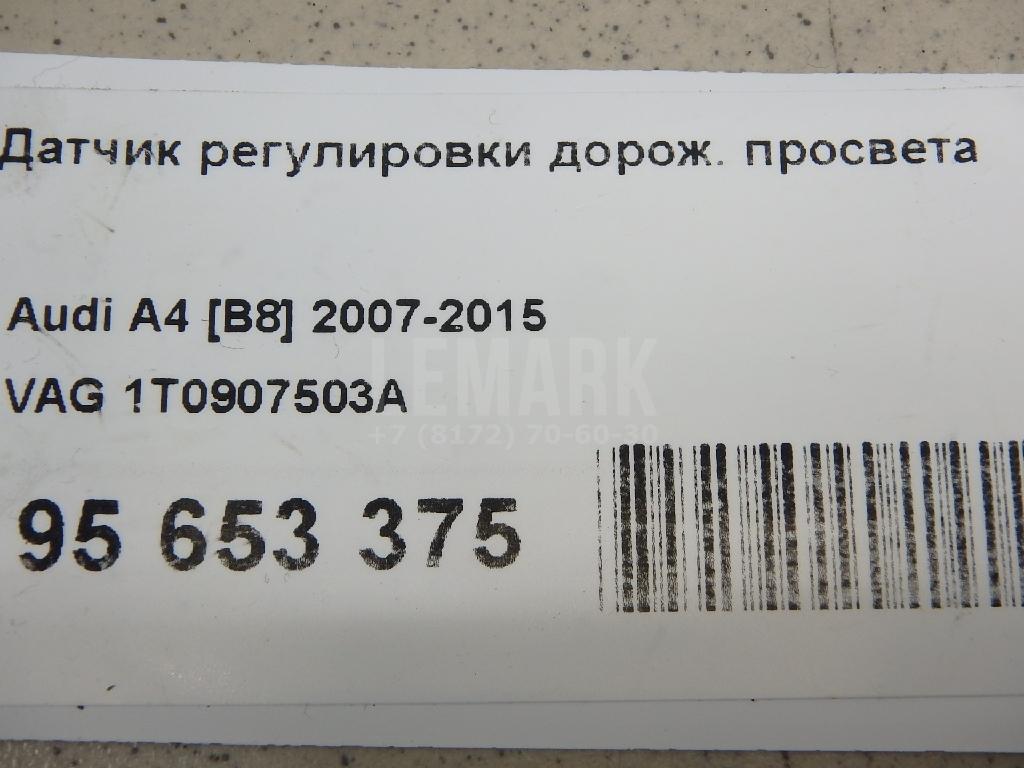 Датчик регулировки дорож. просвета
Audi A4 [B8] 2007-2015
LEMARK
VAG 1T0907503A
+7 (8172) 70-60-30
95 653 375